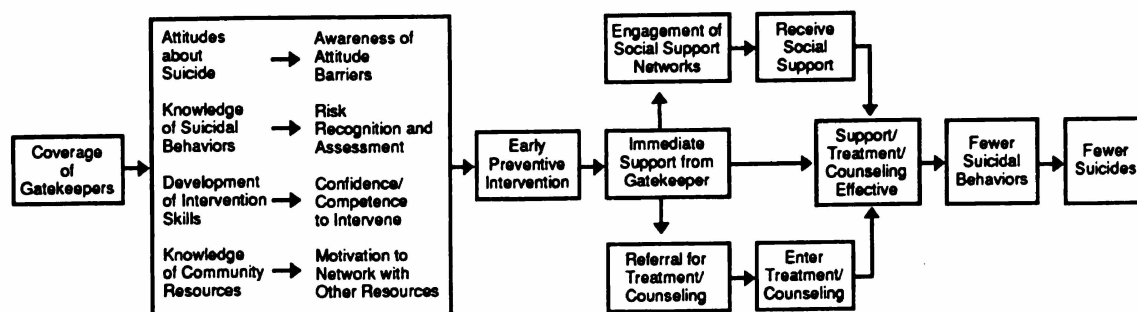 Coverage
of
Gatekeepers
Attitudes
about
Suicide
Awareness of
Attitude
Barriers
Knowledge
of Suicidal
Behaviors
Risk
Recognition and
Assessment
Development
of Intervention
Skills
Confidence/
Competence
to Intervene
Knowledge
of Community
Resources
Motivation to
Network with
Other Resources
Early
Preventive
Intervention
Immediate
Support from
Gatekeeper
Engagement of
Social Support
Networks
Receive
Social
Support
Referral for
Treatment/
Counseling
Enter
Treatment/
Counseling
Support/
Treatment/
Counseling
Effective
Fewer
Suicidal
Behaviors
Fewer
Suicides